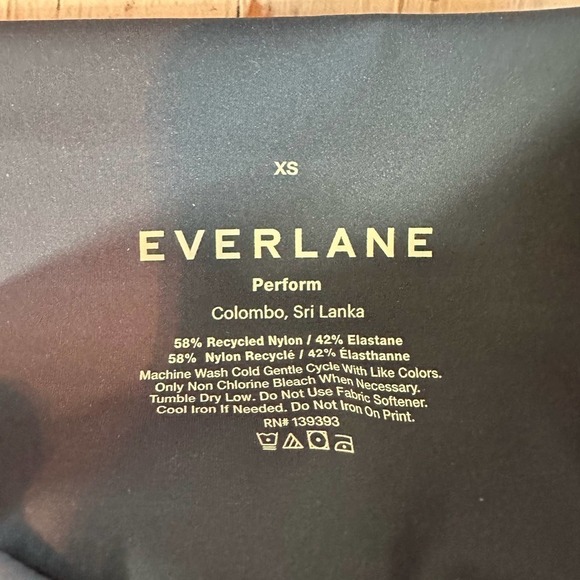 XS
EVERLANE
Perform
Colombo, Sri Lanka
58% Recycled Nylon / 42% Elastane
58% Nylon Recyclé / 42% Élasthanne
Machine Wash Cold Gentle Cycle With Like Colors.
Only Non Chlorine Bleach When Necessary.
Tumble Dry Low. Do Not Use Fabric Softener.
Cool Iron If Needed. Do Not Iron On Print.
RN# 139393